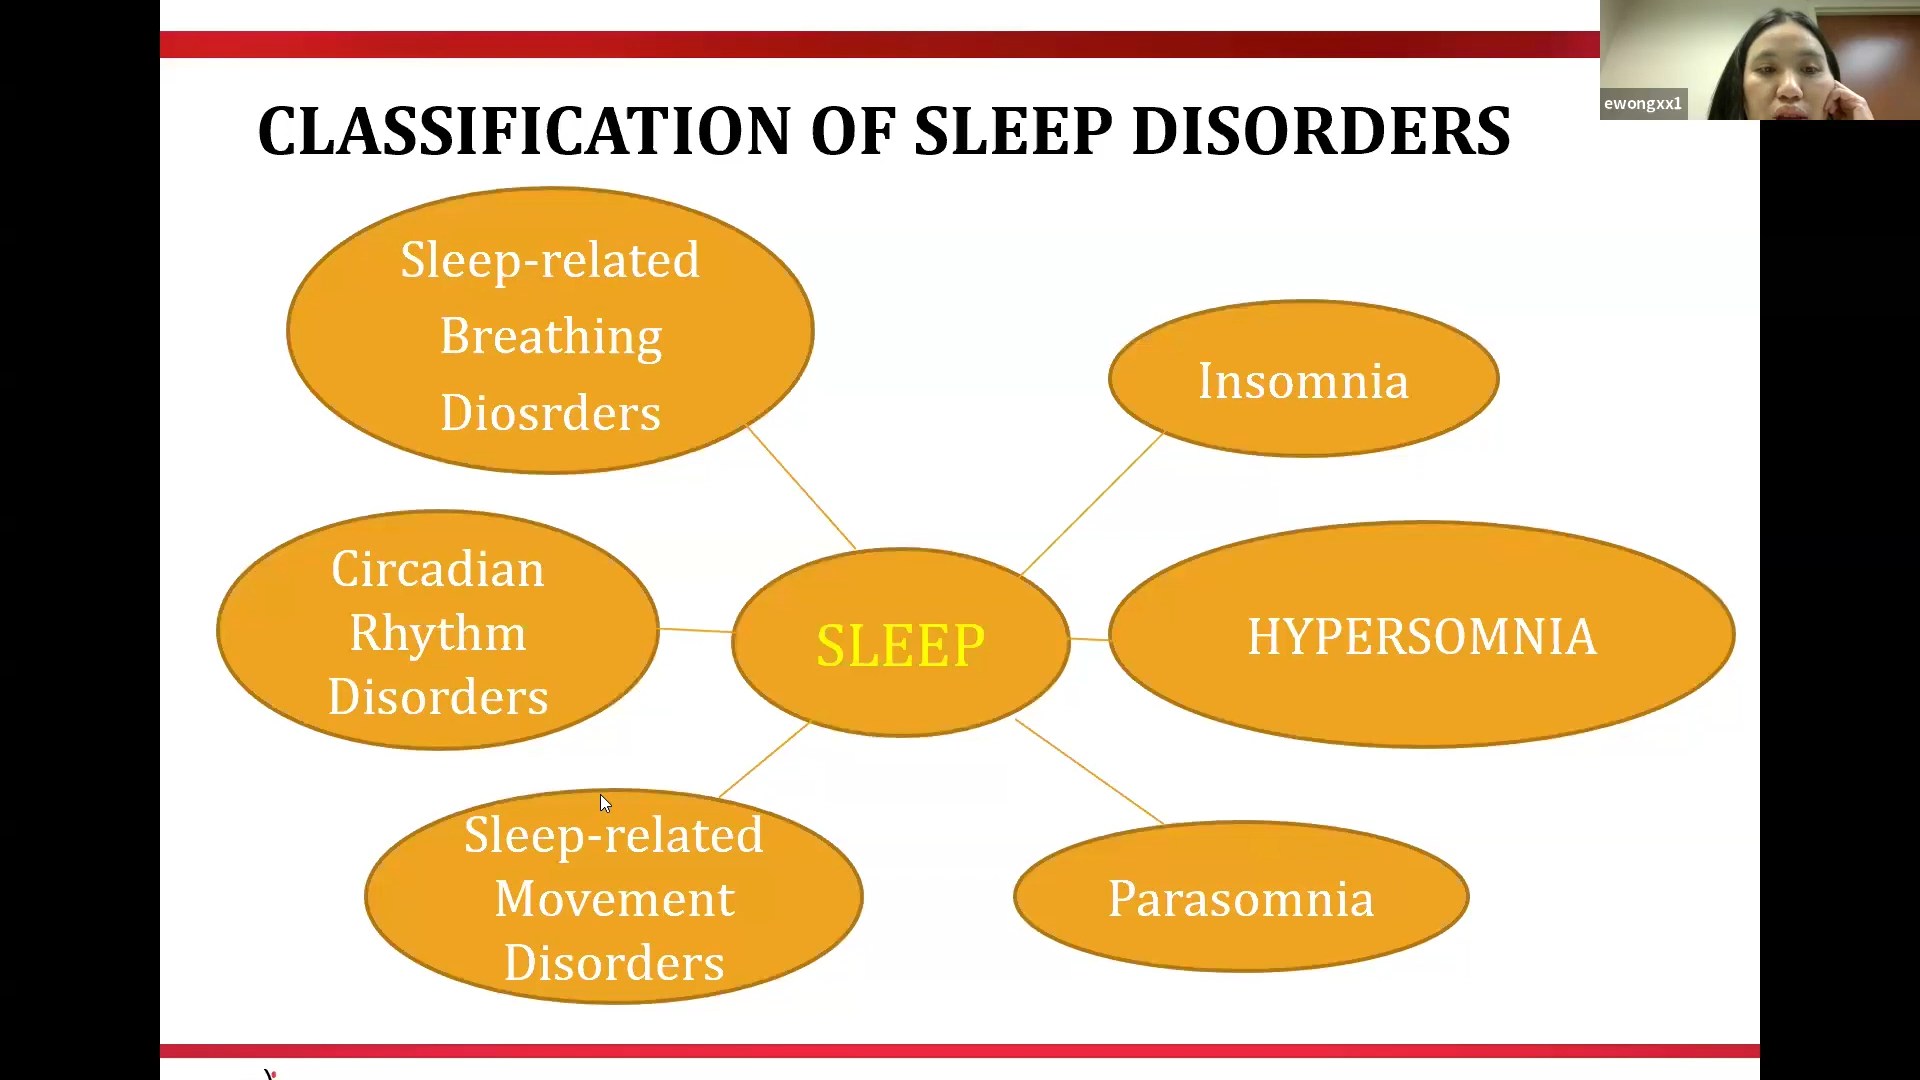 ewongxx1
CLASSIFICATION OF SLEEP DISORDERS
Sleep-related
Breathing
Diosrders
Insomnia
Circadian
Rhythm
Disorders
SLEEP
HYPERSOMNIA
Sleep-related
Movement
Disorders
Parasomnia